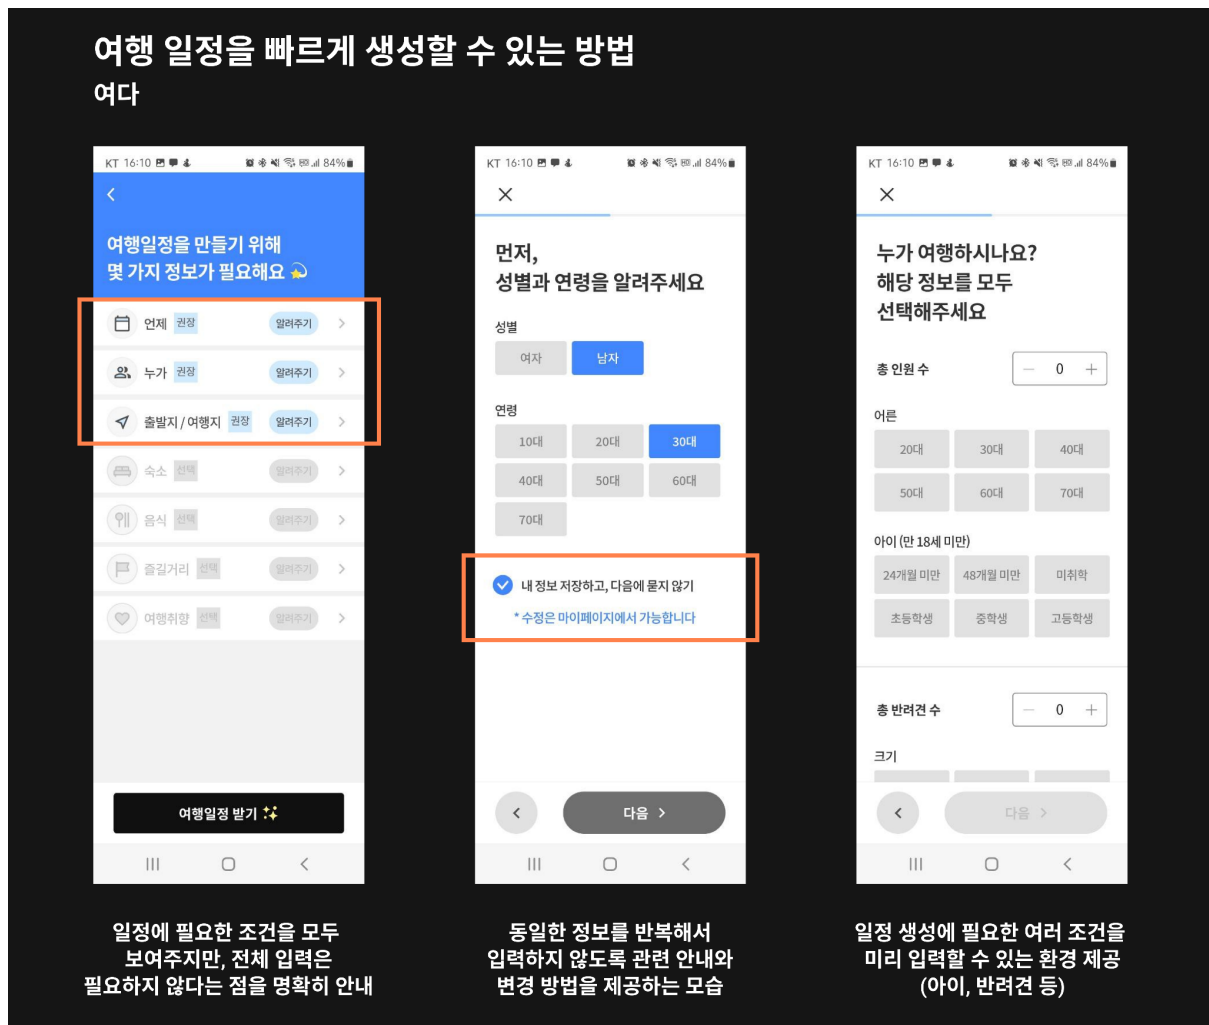 여행 일정을 빠르게 생성할 수 있는 방법
여다
KT 16:10 84%
여행일정을 만들기 위해
몇 가지 정보가 필요해요
언제 권장 알려주기
누가 권장 알려주기
출발지 / 여행지 권장 알려주기
숙소 선택 알려주기
음식 선택 알려주기
즐길거리 선택 알려주기
여행취향 선택 알려주기
여행일정 받기
일정에 필요한 조건을 모두
보여주지만, 전체 입력은
필요하지 않다는 점을 명확히 안내
KT 16:10 84%
먼저,
성별과 연령을 알려주세요
성별
여자 남자
연령
10대 20대 30대
40대 50대 60대
70대
내 정보 저장하고, 다음에 묻지 않기
* 수정은 마이페이지에서 가능합니다
다음
동일한 정보를 반복해서
입력하지 않도록 관련 안내와
변경 방법을 제공하는 모습
KT 16:10 84%
누가 여행하시나요?
해당 정보를 모두
선택해주세요
총 인원 수 − 0 +
어른
20대 30대 40대
50대 60대 70대
아이 (만 18세 미만)
24개월 미만 48개월 미만 미취학
초등학생 중학생 고등학생
총 반려견 수 − 0 +
크기
다음
일정 생성에 필요한 여러 조건을
미리 입력할 수 있는 환경 제공
(아이, 반려견 등)